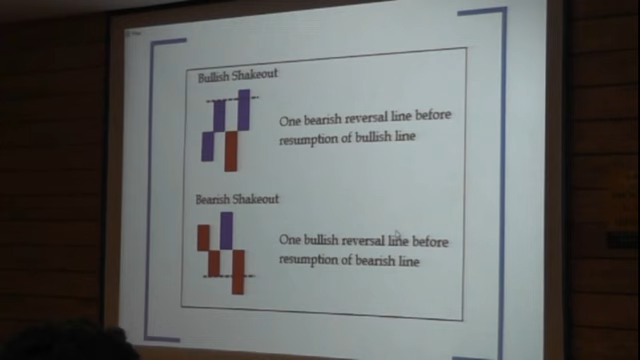 Bullish Shakeout
One bearish reversal line before
resumption of bullish line
Bearish Shakeout
One bullish reversal line before
resumption of bearish line